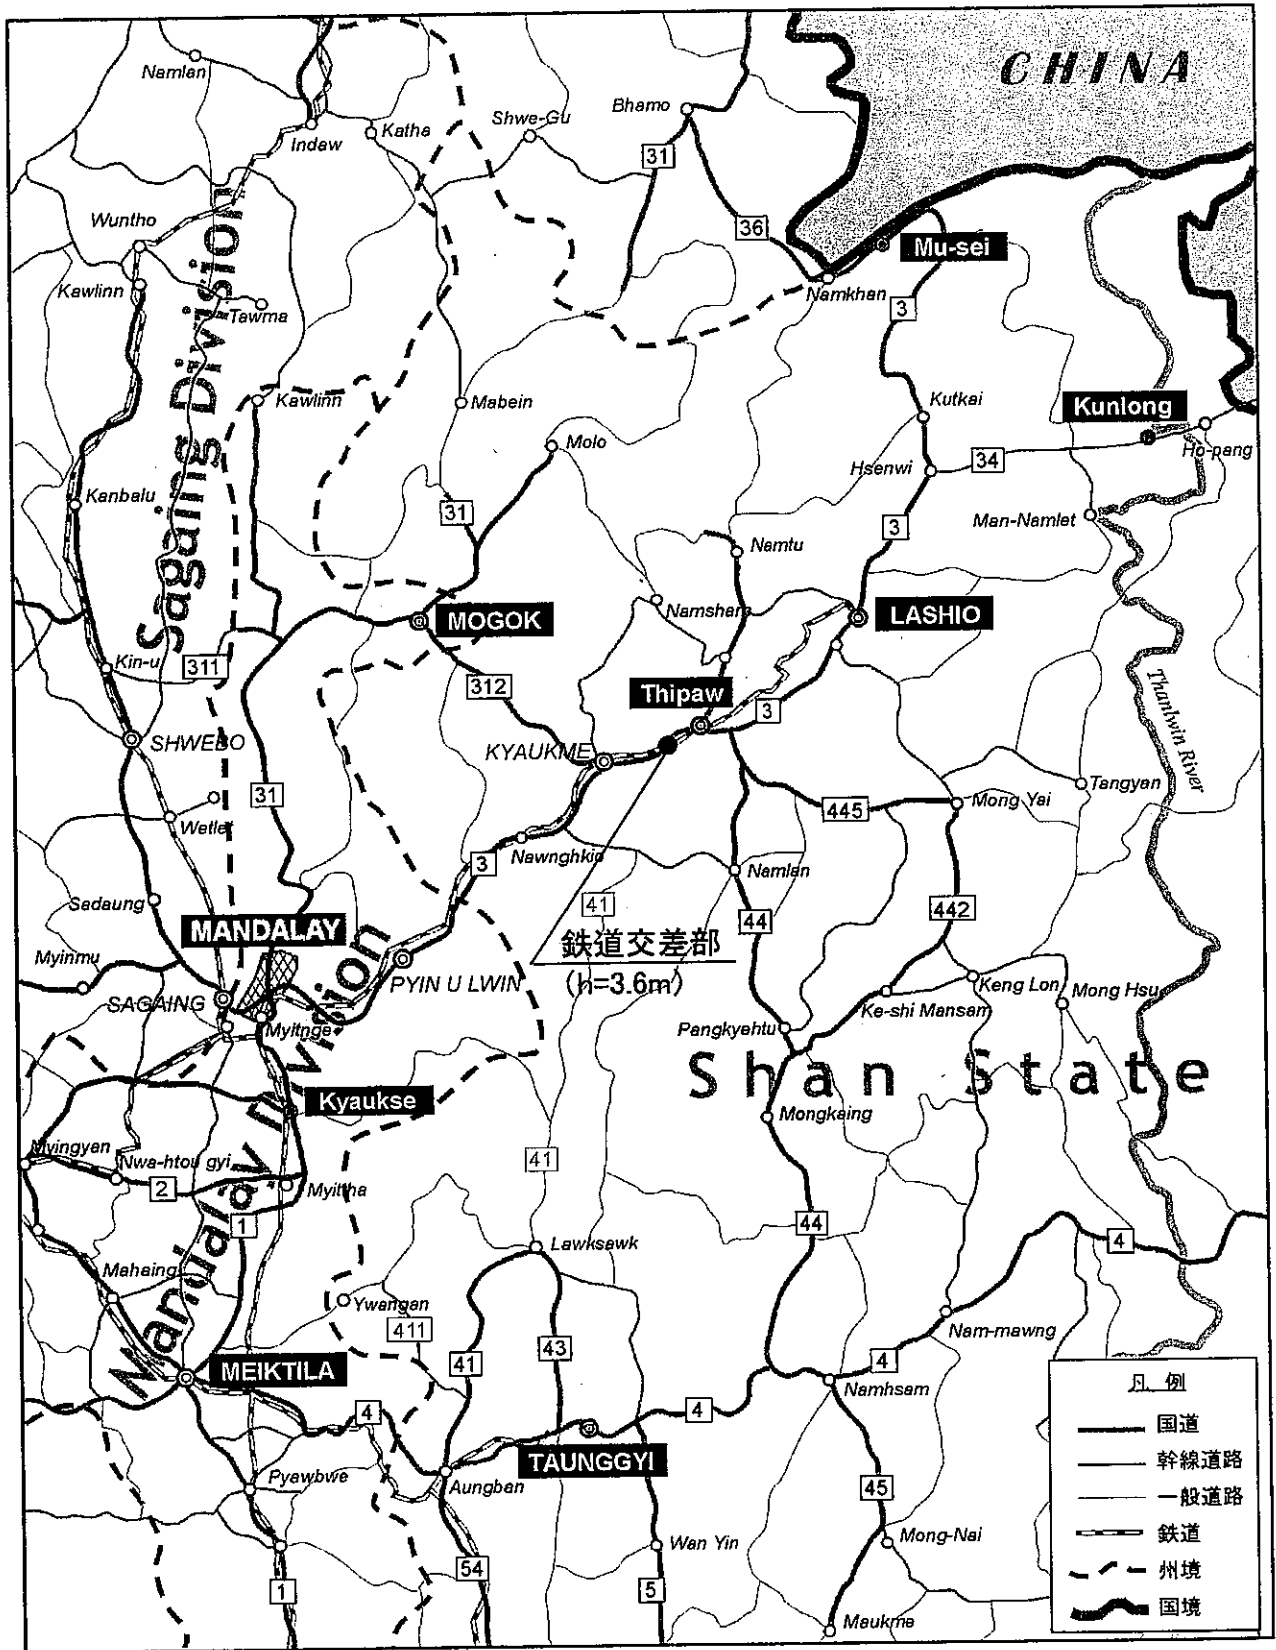 CHINA
Namlan
Bhamo
Shwe-Gu
Indaw
Katha
31
Wuntho
36
Mu-sei
Kawlinn
Namkhan
Tawma
3
Sagaing Division
Kawlinn
Mabein
Kutkai
Kunlong
Molo
Hsenwi
34
Ho-pang
Kanbalu
31
Man-Namlet
3
Namtu
Namsham
MOGOK
LASHIO
Kin-u
311
312
Thipaw
3
Thanlwin River
SHWEBO
KYAUKME
31
445
Mong Yai
Tangyan
Wetlet
3
Nawnghkio
Namlan
Sadaung
41
44
442
MANDALAY
鉄道交差部
(h=3.6m)
Myinmu
PYIN U LWIN
SAGAING
Keng Lon
Mong Hsu
Ke-shi Mansam
Myitnge
Pangkyehtu
Shan State
Kyaukse
Mongkaing
Mandalay Division
Myingyan
Nwa-htou gyi
41
2
Myittha
1
44
4
Lawksawk
Mahaing
Ywangan
411
41
43
Nam-mawng
4
MEIKTILA
Namhsam
4
4
TAUNGGYI
Pyawbwe
Aungban
45
Wan Yin
Mong-Nai
54
1
5
Maukme
凡例
国道
幹線道路
一般道路
鉄道
州境
国境